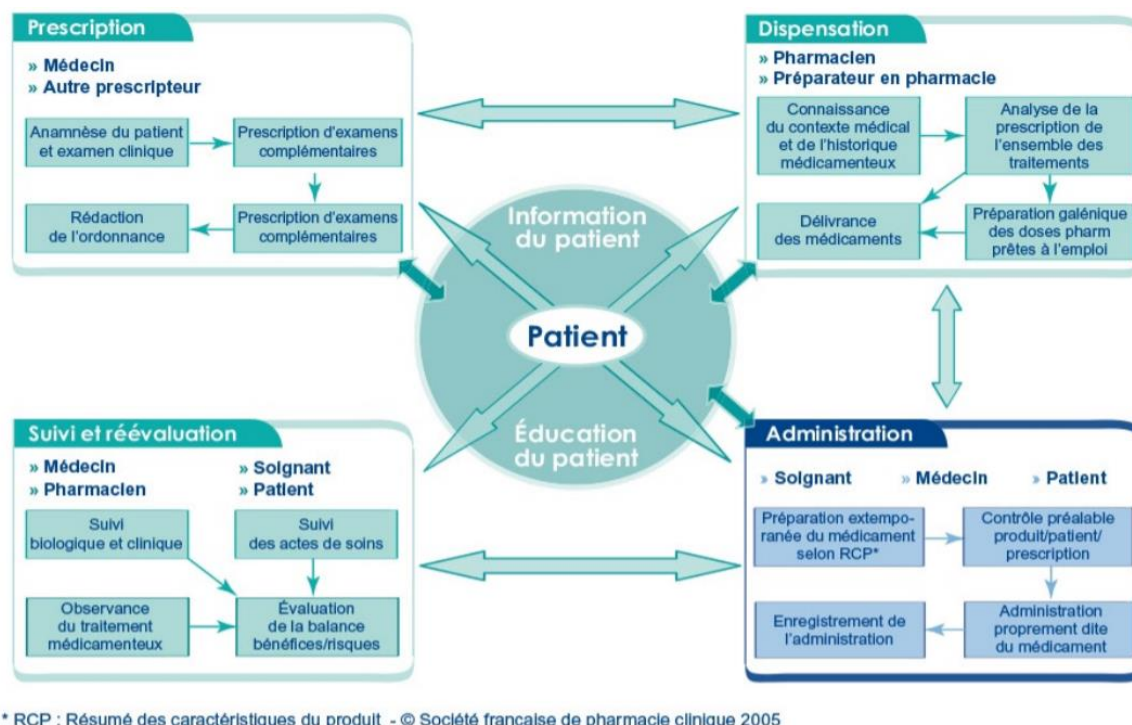 Prescription
» Médecin
» Autre prescripteur
Anamnèse du patient
et examen clinique
Prescription d'examens
complémentaires
Rédaction
de l'ordonnance
Prescription d'examens
complémentaires
Dispensation
» Pharmacien
» Préparateur en pharmacie
Connaissance
du contexte médical
et de l'historique
médicamenteux
Analyse de la
prescription de
l'ensemble des
traitements
Délivrance
des médicaments
Préparation galénique
des doses pharm
prêtes à l'emploi
Information
du patient
Patient
Éducation
du patient
Suivi et réévaluation
» Médecin
» Pharmacien
» Soignant
» Patient
Suivi
biologique et clinique
Suivi
des actes de soins
Observance
du traitement
médicamenteux
Évaluation
de la balance
bénéfices/risques
Administration
» Soignant
» Médecin
» Patient
Préparation extempo-
ranée du médicament
selon RCP*
Contrôle préalable
produit/patient/
prescription
Enregistrement de
l'administration
Administration
proprement dite
du médicament
* RCP : Résumé des caractéristiques du produit - © Société française de pharmacie clinique 2005